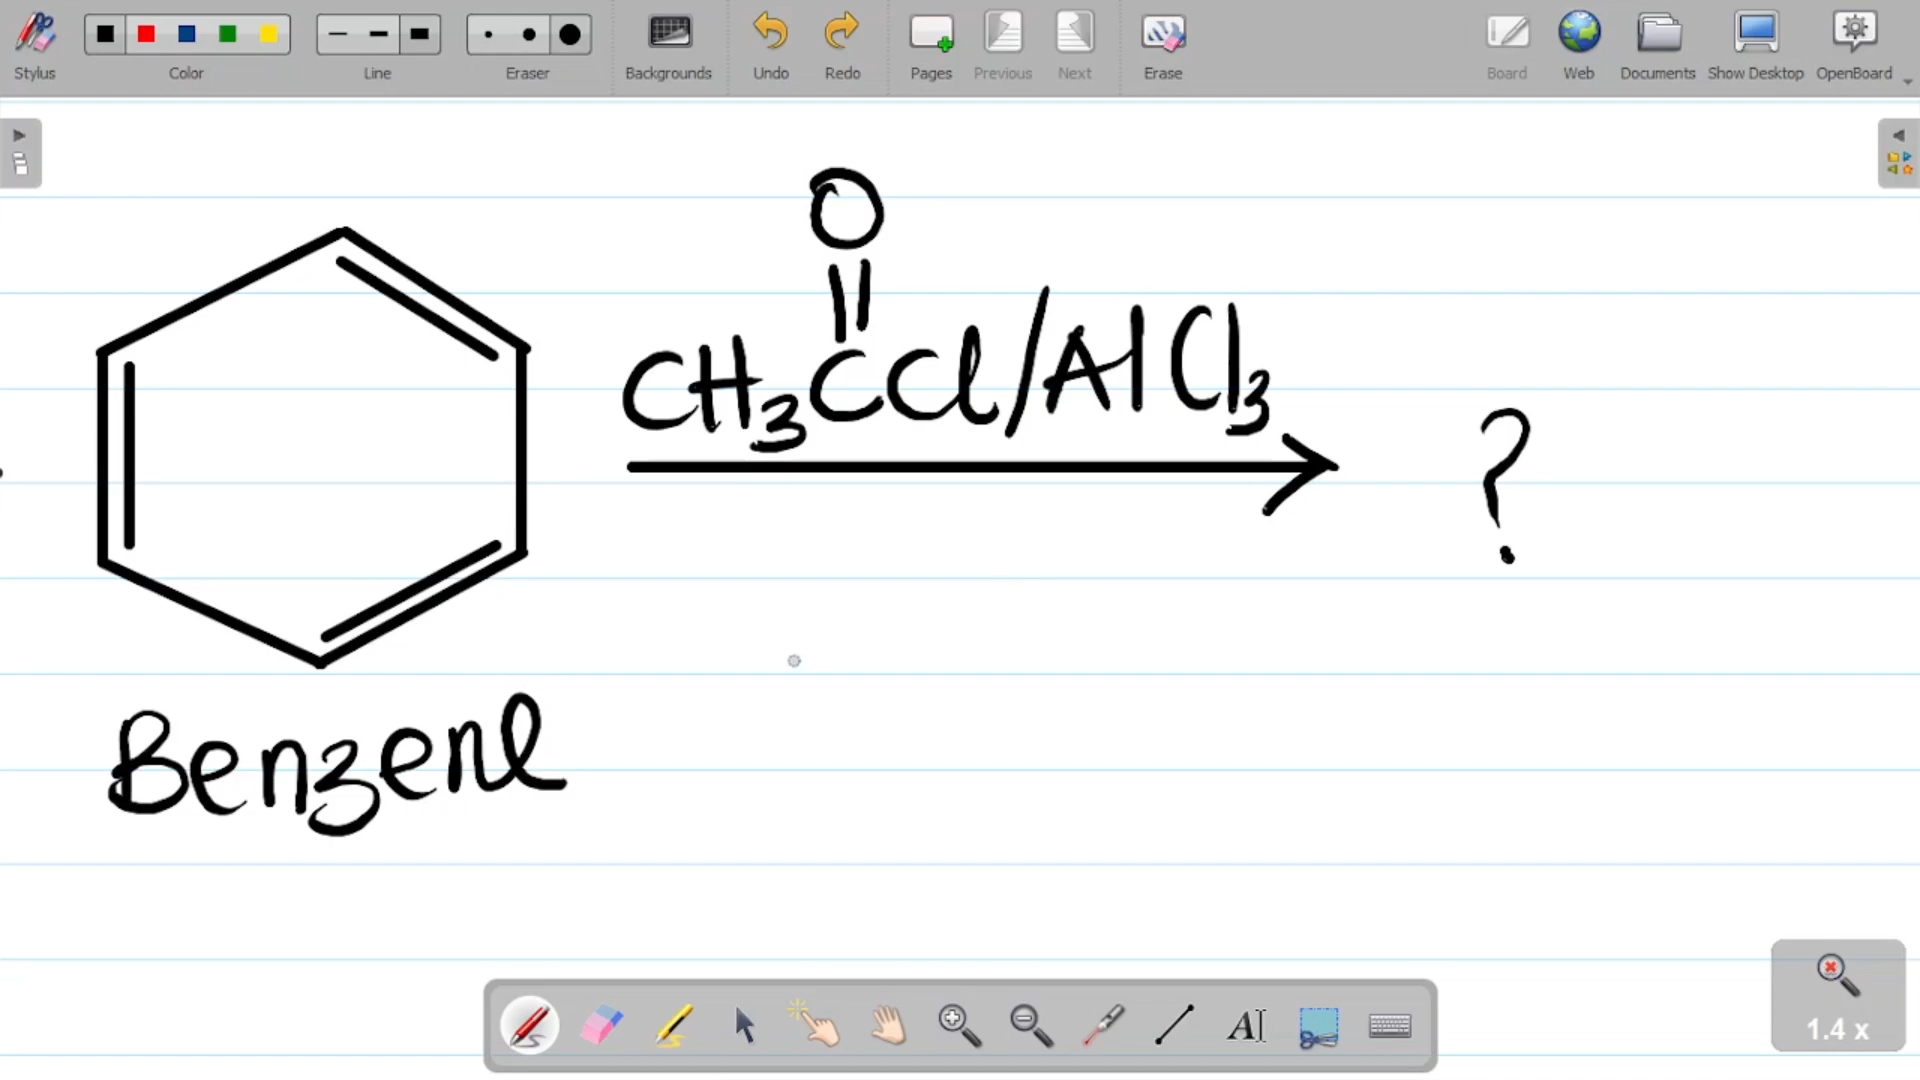 Stylus Color Line Eraser Backgrounds Undo Redo Pages Previous Next Erase Board Web Documents Show Desktop OpenBoard
O
CH3CCl/AlCl3
?
Benzene
1.4 x